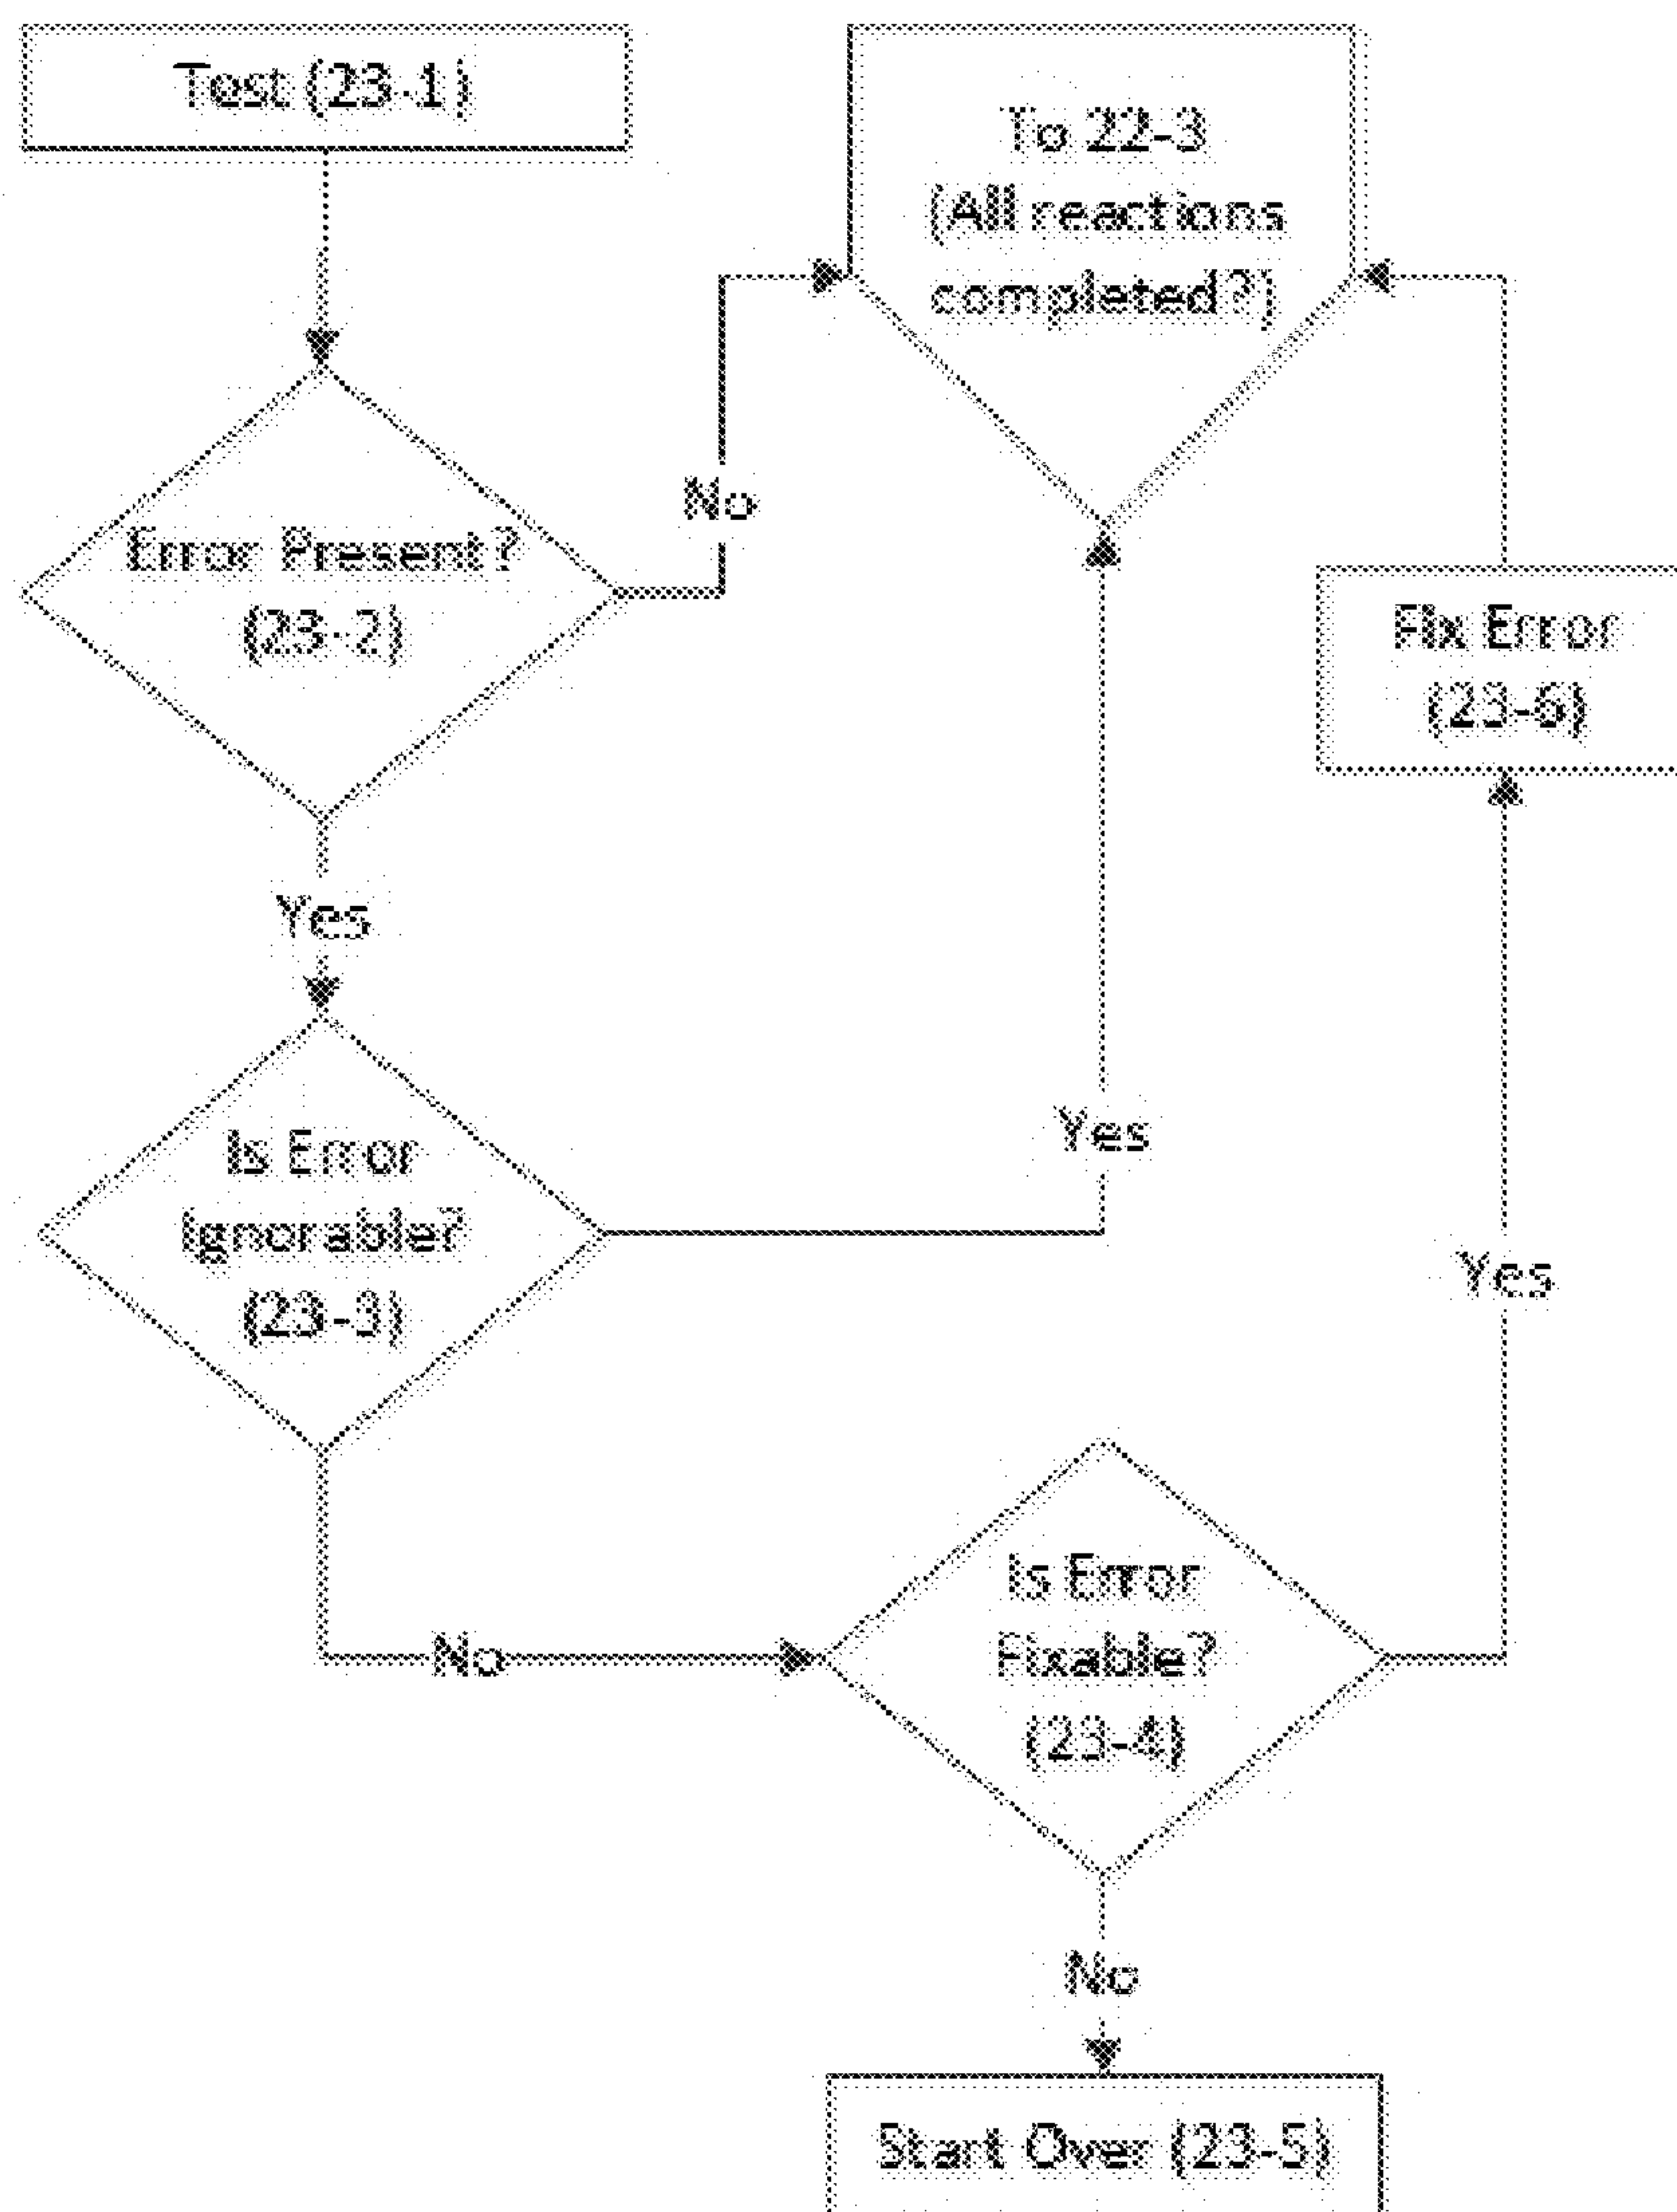 Test (23-1)
To 22-3
(All reactions
completed?)
No
Error Present?
(23-2)
Fix Error
(23-6)
Yes
Is Error
Ignorable?
(23-3)
Yes
Yes
No
Is Error
Fixable?
(23-4)
No
Start Over (23-5)